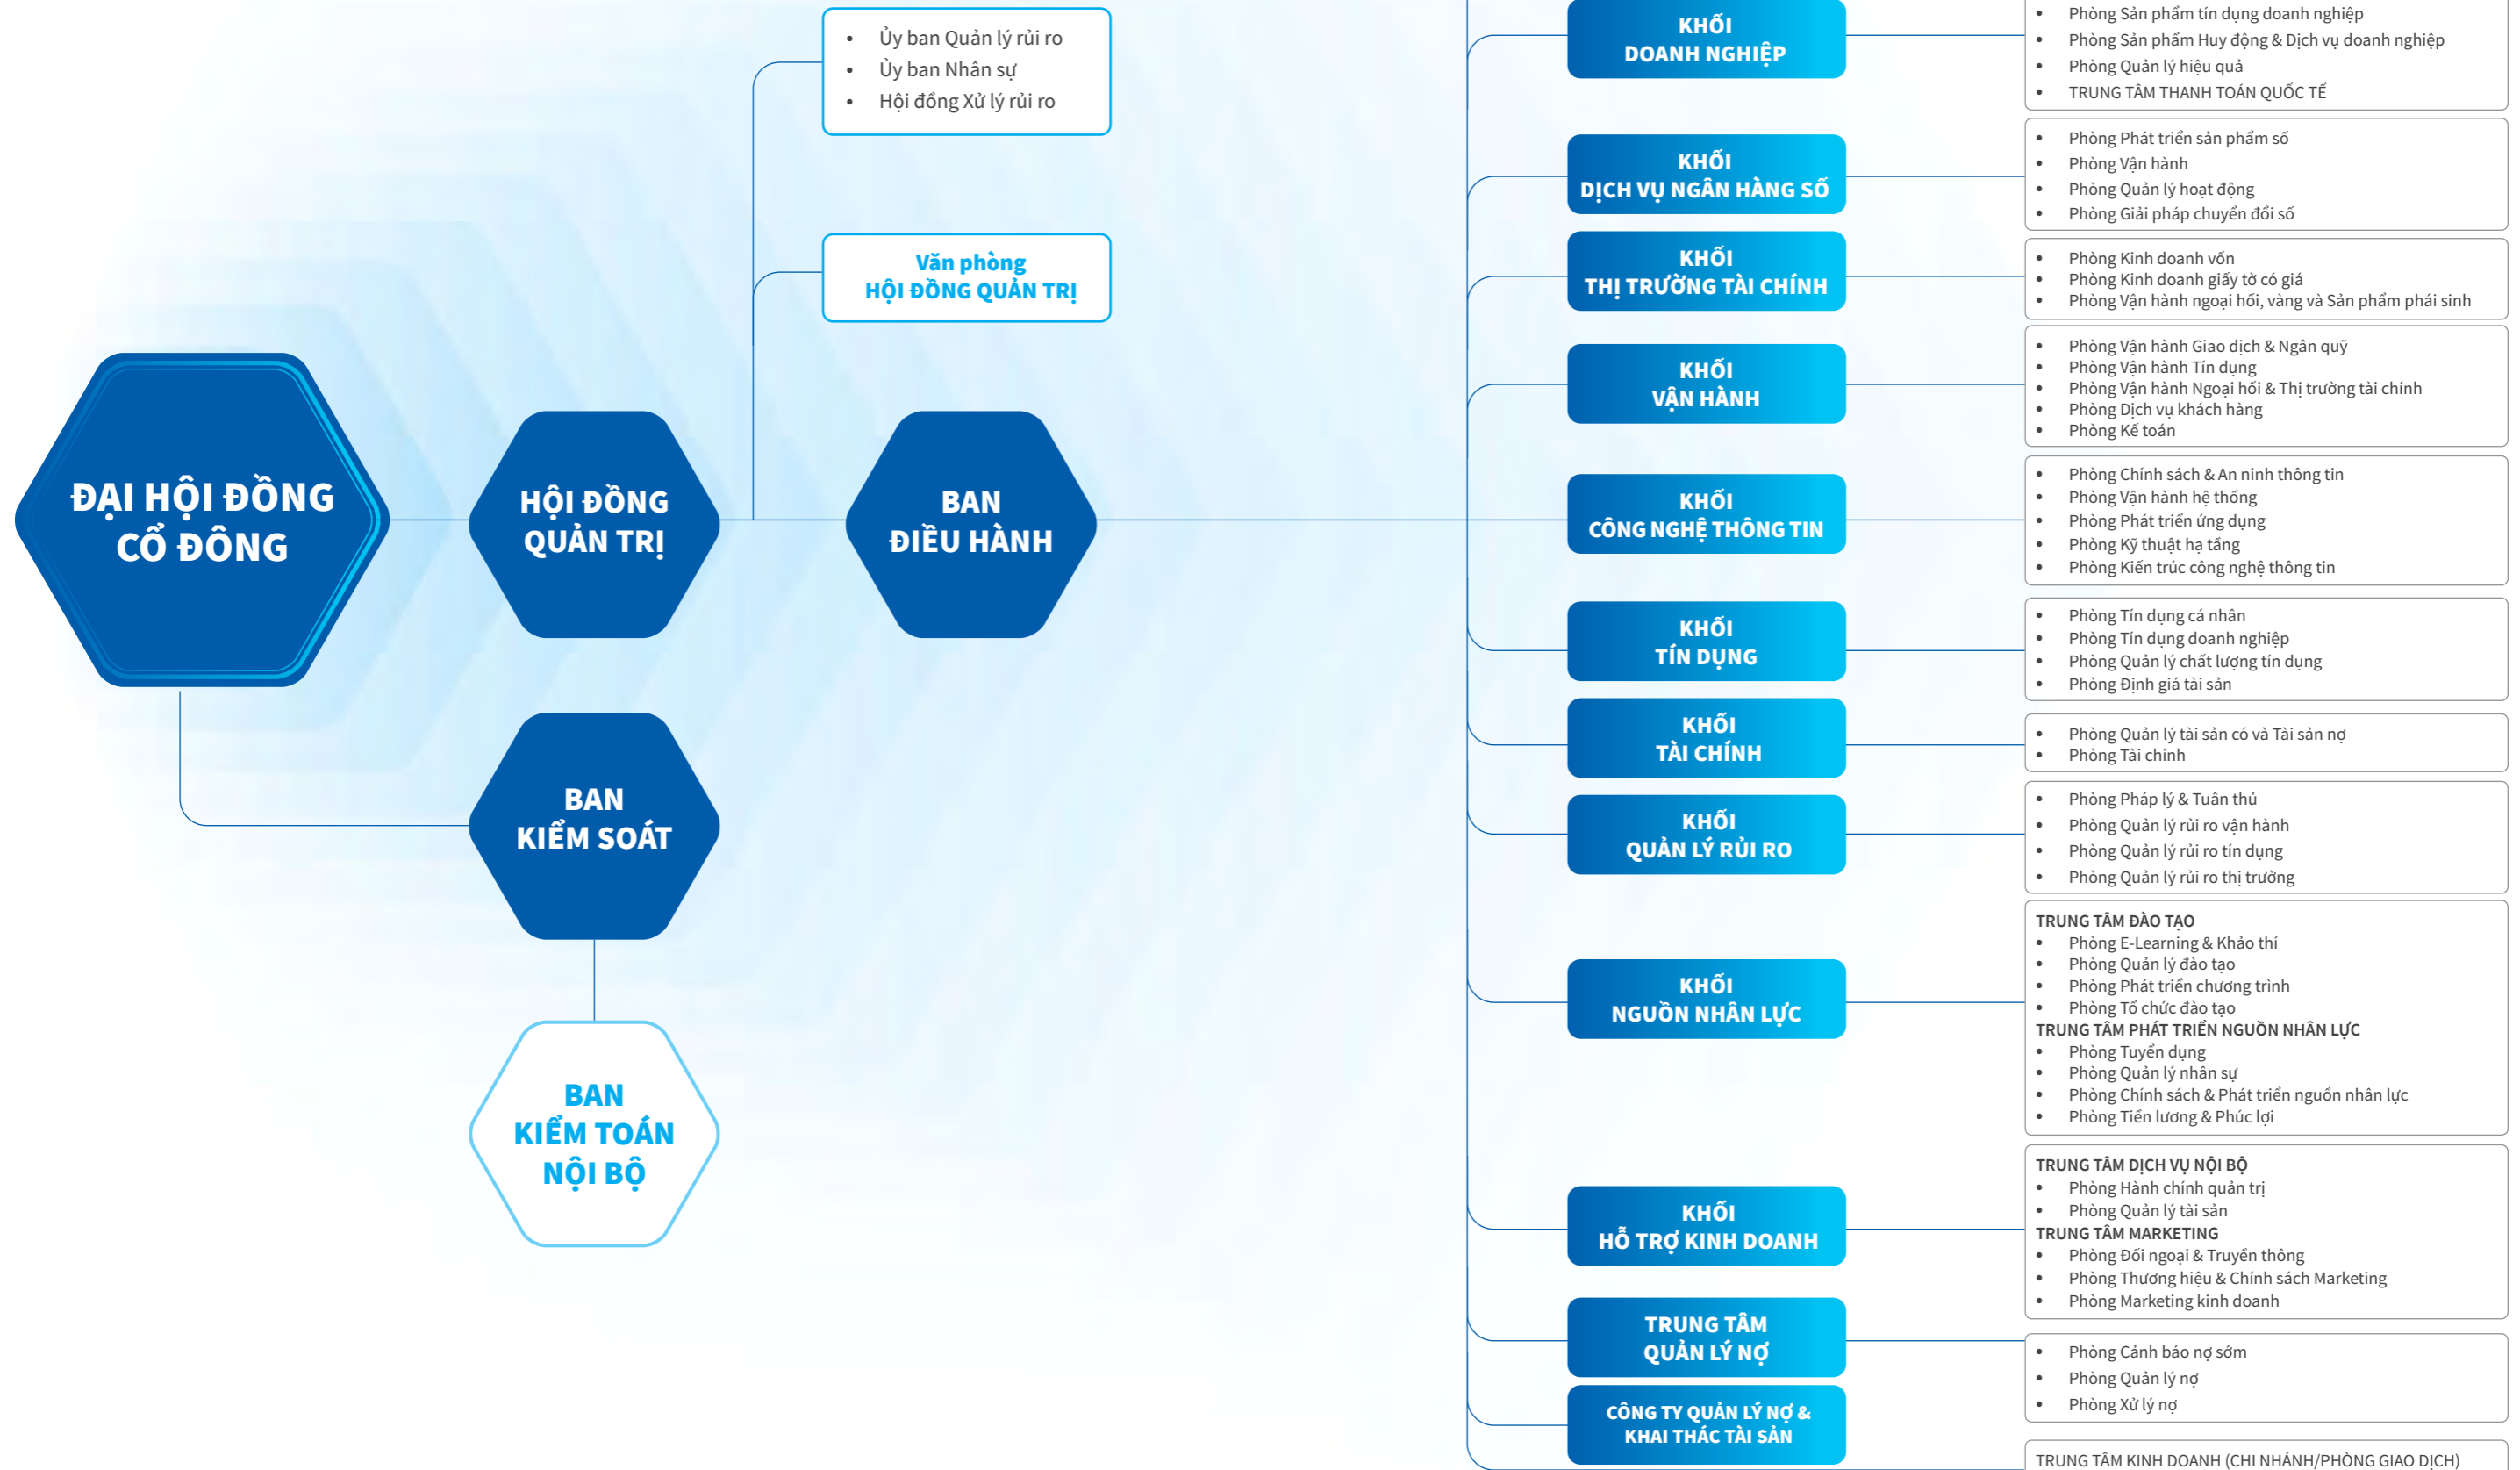 • Ủy ban Quản lý rủi ro
• Ủy ban Nhân sự
• Hội đồng Xử lý rủi ro
Văn phòng
HỘI ĐỒNG QUẢN TRỊ
ĐẠI HỘI ĐỒNG
CỔ ĐÔNG
HỘI ĐỒNG
QUẢN TRỊ
BAN
ĐIỀU HÀNH
BAN
KIỂM SOÁT
BAN
KIỂM TOÁN
NỘI BỘ
KHỐI
DOANH NGHIỆP
• Phòng Sản phẩm tín dụng doanh nghiệp
• Phòng Sản phẩm Huy động & Dịch vụ doanh nghiệp
• Phòng Quản lý hiệu quả
• TRUNG TÂM THANH TOÁN QUỐC TẾ
KHỐI
DỊCH VỤ NGÂN HÀNG SỐ
• Phòng Phát triển sản phẩm số
• Phòng Vận hành
• Phòng Quản lý hoạt động
• Phòng Giải pháp chuyển đổi số
KHỐI
THỊ TRƯỜNG TÀI CHÍNH
• Phòng Kinh doanh vốn
• Phòng Kinh doanh giấy tờ có giá
• Phòng Vận hành ngoại hối, vàng và Sản phẩm phái sinh
KHỐI
VẬN HÀNH
• Phòng Vận hành Giao dịch & Ngân quỹ
• Phòng Vận hành Tín dụng
• Phòng Vận hành Ngoại hối & Thị trường tài chính
• Phòng Dịch vụ khách hàng
• Phòng Kế toán
KHỐI
CÔNG NGHỆ THÔNG TIN
• Phòng Chính sách & An ninh thông tin
• Phòng Vận hành hệ thống
• Phòng Phát triển ứng dụng
• Phòng Kỹ thuật hạ tầng
• Phòng Kiến trúc công nghệ thông tin
KHỐI
TÍN DỤNG
• Phòng Tín dụng cá nhân
• Phòng Tín dụng doanh nghiệp
• Phòng Quản lý chất lượng tín dụng
• Phòng Định giá tài sản
KHỐI
TÀI CHÍNH
• Phòng Quản lý tài sản có và Tài sản nợ
• Phòng Tài chính
KHỐI
QUẢN LÝ RỦI RO
• Phòng Pháp lý & Tuân thủ
• Phòng Quản lý rủi ro vận hành
• Phòng Quản lý rủi ro tín dụng
• Phòng Quản lý rủi ro thị trường
KHỐI
NGUỒN NHÂN LỰC
TRUNG TÂM ĐÀO TẠO
• Phòng E-Learning & Khảo thí
• Phòng Quản lý đào tạo
• Phòng Phát triển chương trình
• Phòng Tổ chức đào tạo
TRUNG TÂM PHÁT TRIỂN NGUỒN NHÂN LỰC
• Phòng Tuyển dụng
• Phòng Quản lý nhân sự
• Phòng Chính sách & Phát triển nguồn nhân lực
• Phòng Tiền lương & Phúc lợi
KHỐI
HỖ TRỢ KINH DOANH
TRUNG TÂM DỊCH VỤ NỘI BỘ
• Phòng Hành chính quản trị
• Phòng Quản lý tài sản
TRUNG TÂM MARKETING
• Phòng Đối ngoại & Truyền thông
• Phòng Thương hiệu & Chính sách Marketing
• Phòng Marketing kinh doanh
TRUNG TÂM
QUẢN LÝ NỢ
• Phòng Cảnh báo nợ sớm
• Phòng Quản lý nợ
• Phòng Xử lý nợ
CÔNG TY QUẢN LÝ NỢ &
KHAI THÁC TÀI SẢN
TRUNG TÂM KINH DOANH (CHI NHÁNH/PHÒNG GIAO DỊCH)